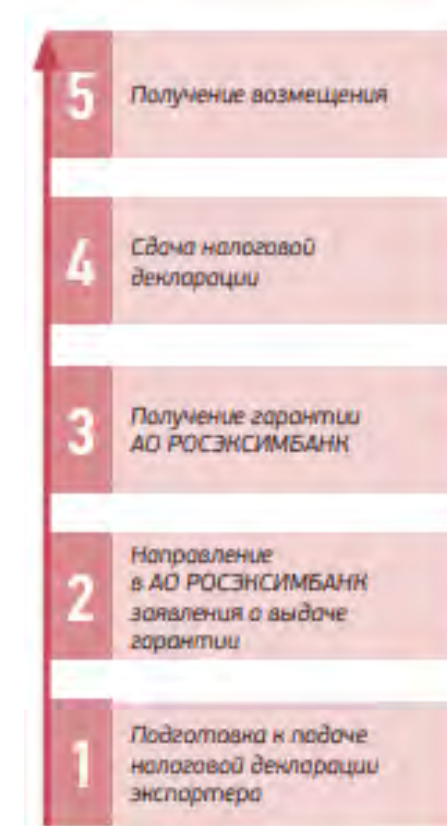 5
Получение возмещения
4
Сдача налоговой
декларации
3
Получение гарантии
АО РОСЭКСИМБАНК
2
Направление
в АО РОСЭКСИМБАНК
заявления о выдаче
гарантии
1
Подготовка к подаче
налоговой декларации
экспортера